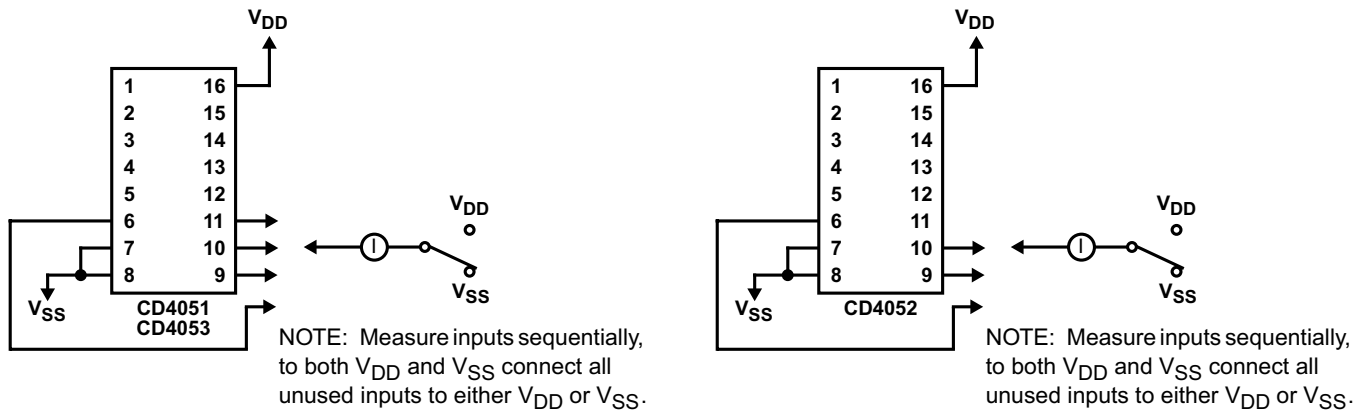 VDD
1 16
2 15
3 14
4 13
5 12
6 11
7 10
8 9
VSS
CD4051
CD4053
I
VDD
VSS
NOTE: Measure inputs sequentially,
to both VDD and VSS connect all
unused inputs to either VDD or VSS.
VDD
1 16
2 15
3 14
4 13
5 12
6 11
7 10
8 9
VSS
CD4052
I
VDD
VSS
NOTE: Measure inputs sequentially,
to both VDD and VSS connect all
unused inputs to either VDD or VSS.